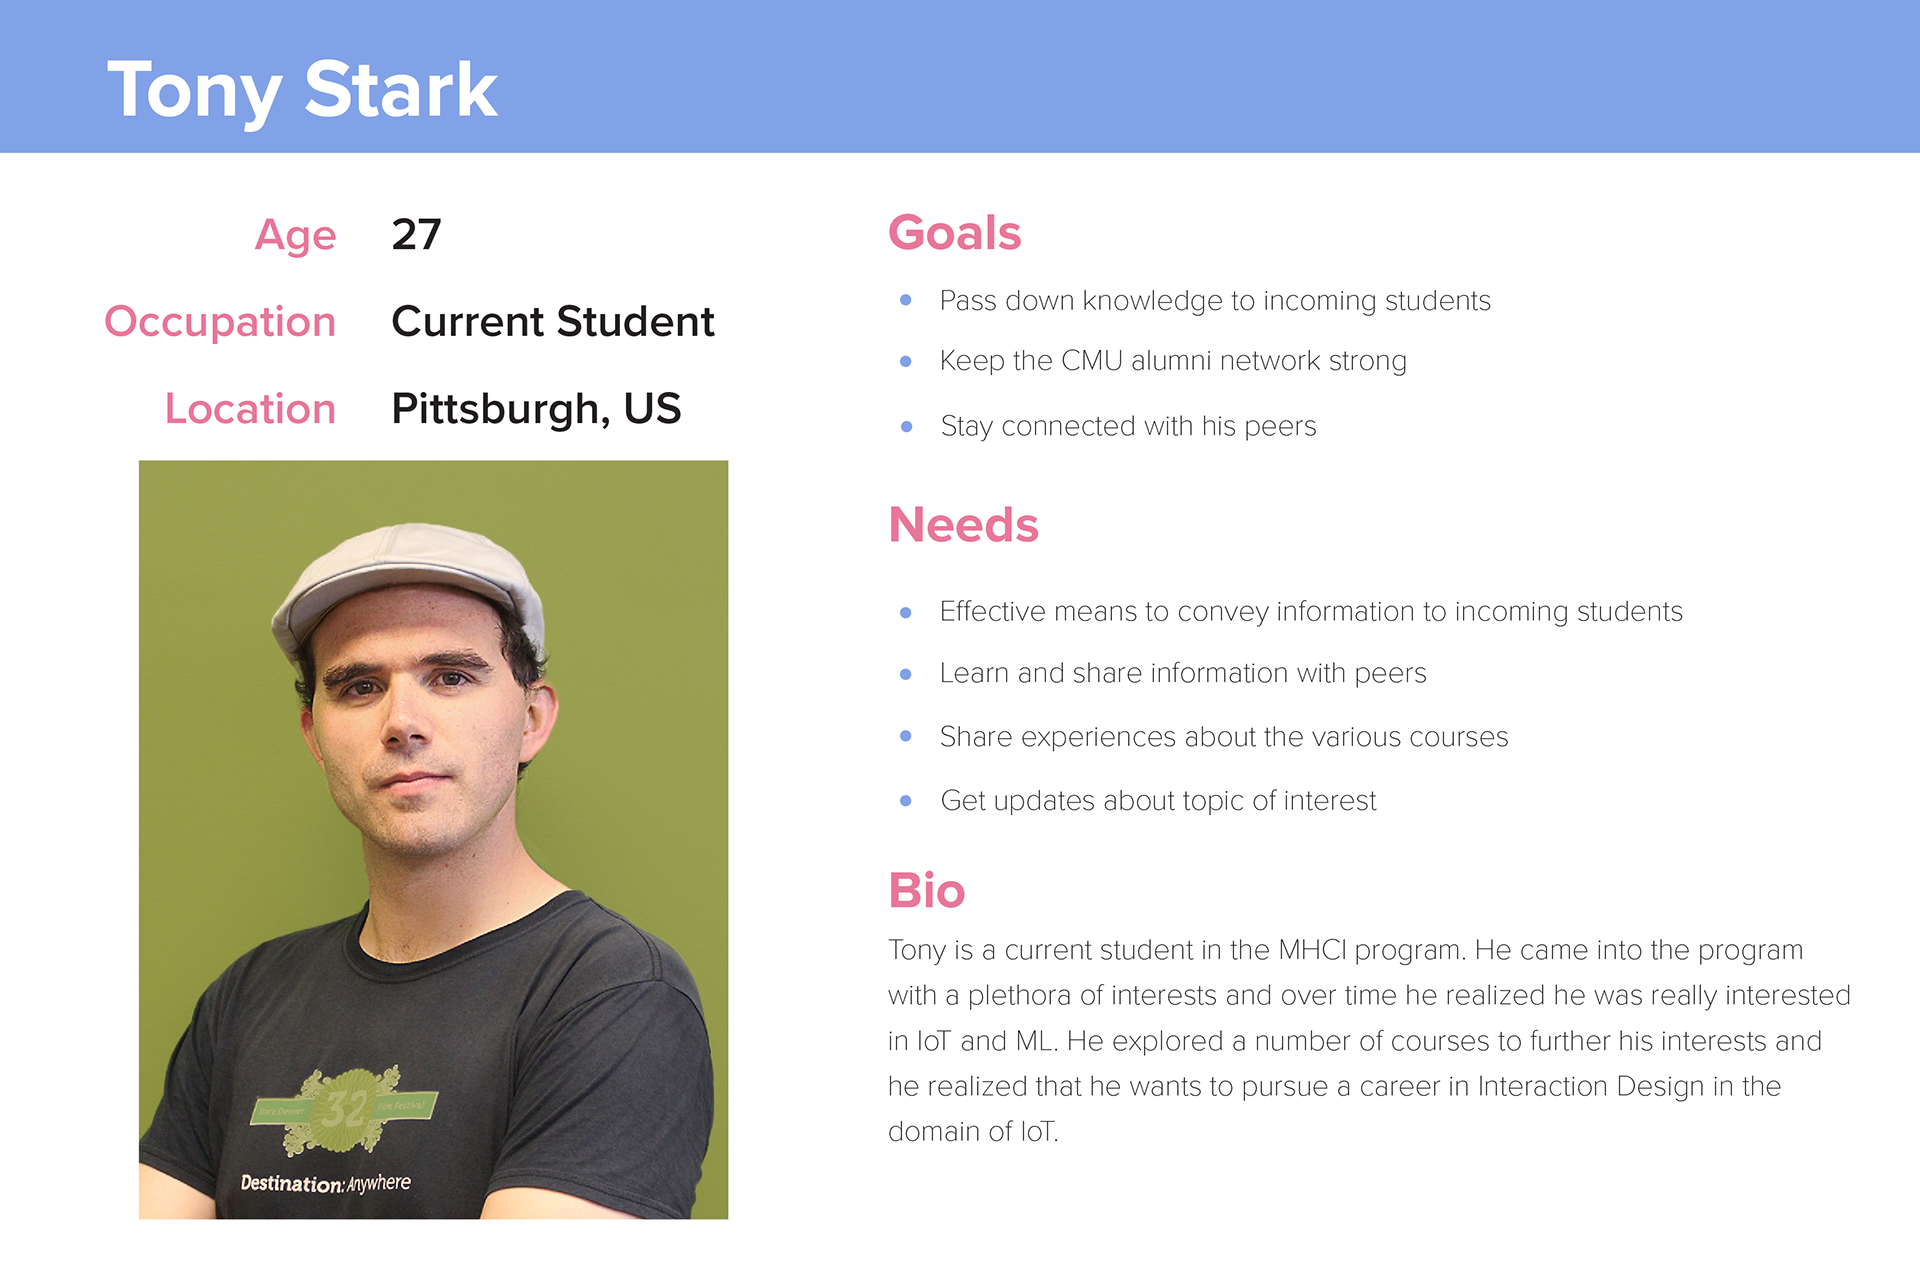 Tony Stark
Age 27
Occupation Current Student
Location Pittsburgh, US
Starz Denver 32 Film Festival
Destination: Anywhere
Goals
Pass down knowledge to incoming students
Keep the CMU alumni network strong
Stay connected with his peers
Needs
Effective means to convey information to incoming students
Learn and share information with peers
Share experiences about the various courses
Get updates about topic of interest
Bio
Tony is a current student in the MHCI program. He came into the program
with a plethora of interests and over time he realized he was really interested
in IoT and ML. He explored a number of courses to further his interests and
he realized that he wants to pursue a career in Interaction Design in the
domain of IoT.